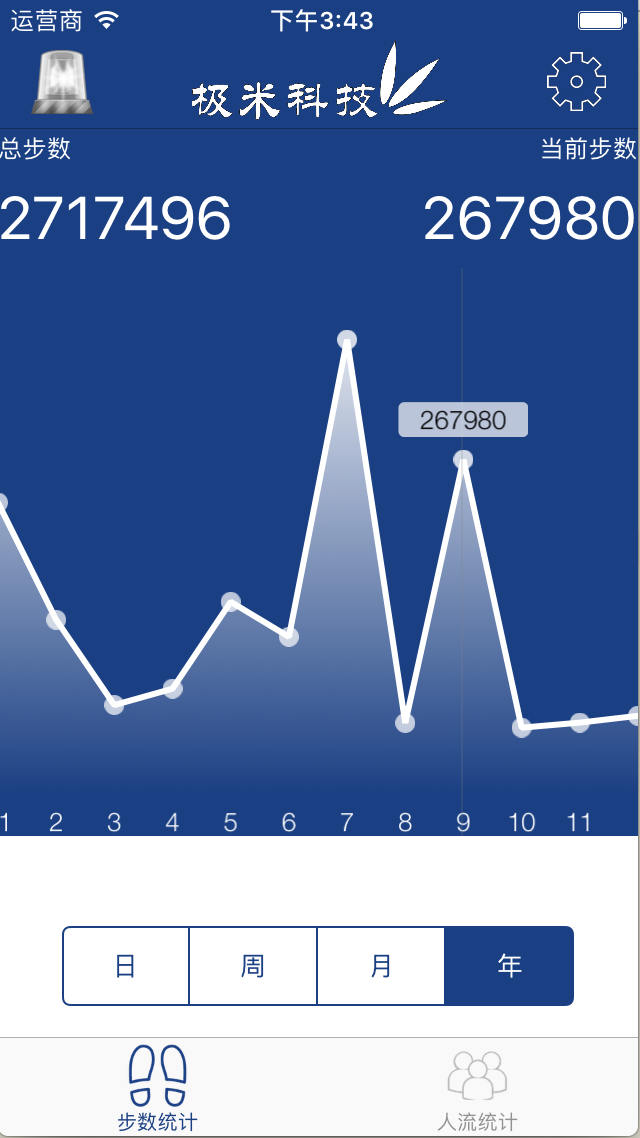 运营商 下午3:43
极米科技
总步数 当前步数
2717496 267980
267980
1 2 3 4 5 6 7 8 9 10 11
日 周 月 年
步数统计 人流统计